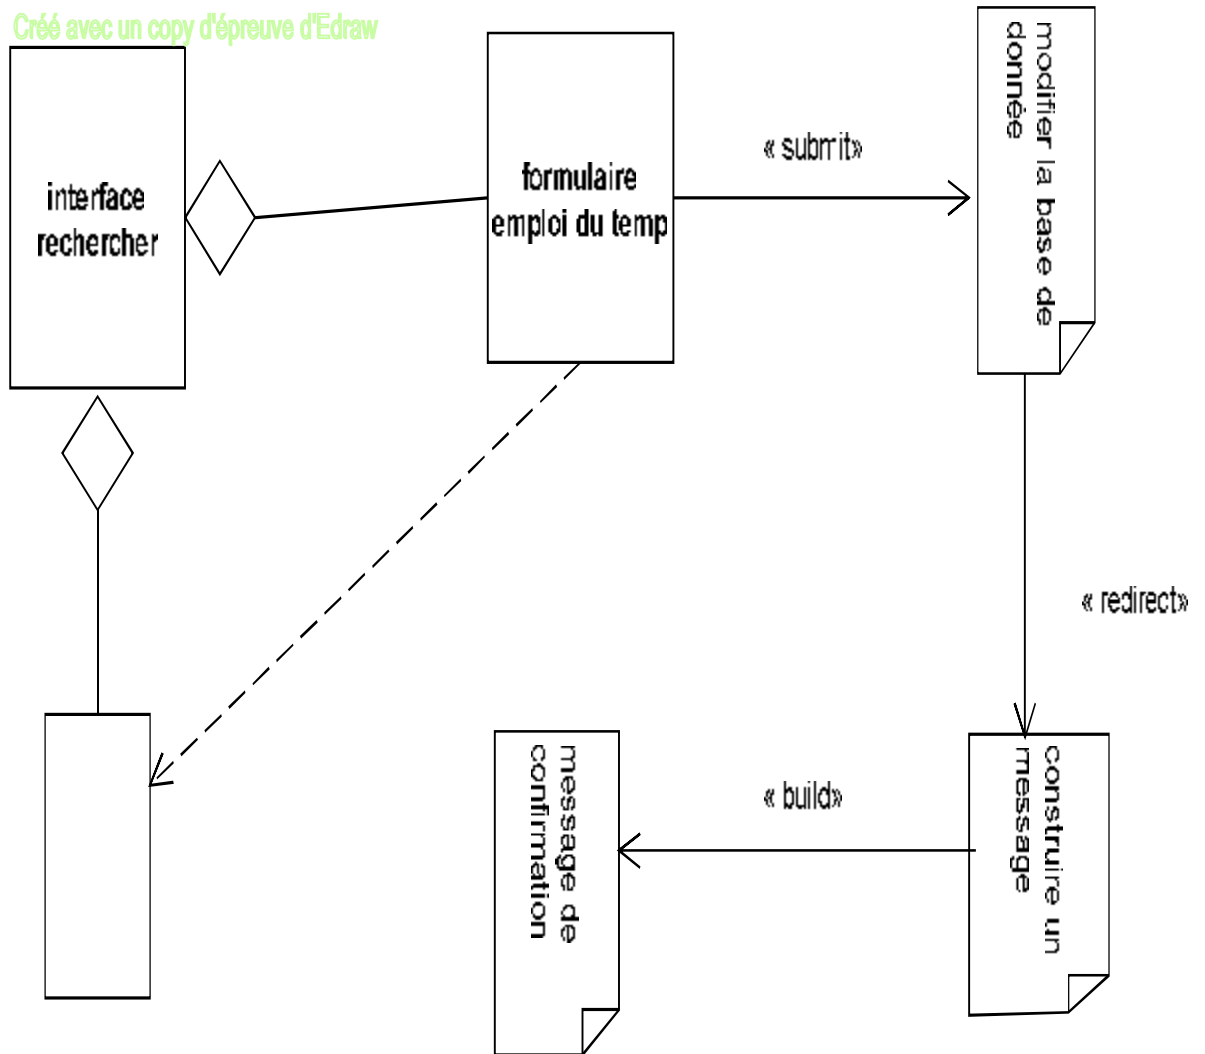 Créé avec un copy d'épreuve d'Edraw
interface
rechercher
formulaire
emploi du temp
« submit»
modifier la base de
donnée
« redirect»
construire un
message
« build»
message de
confirmation